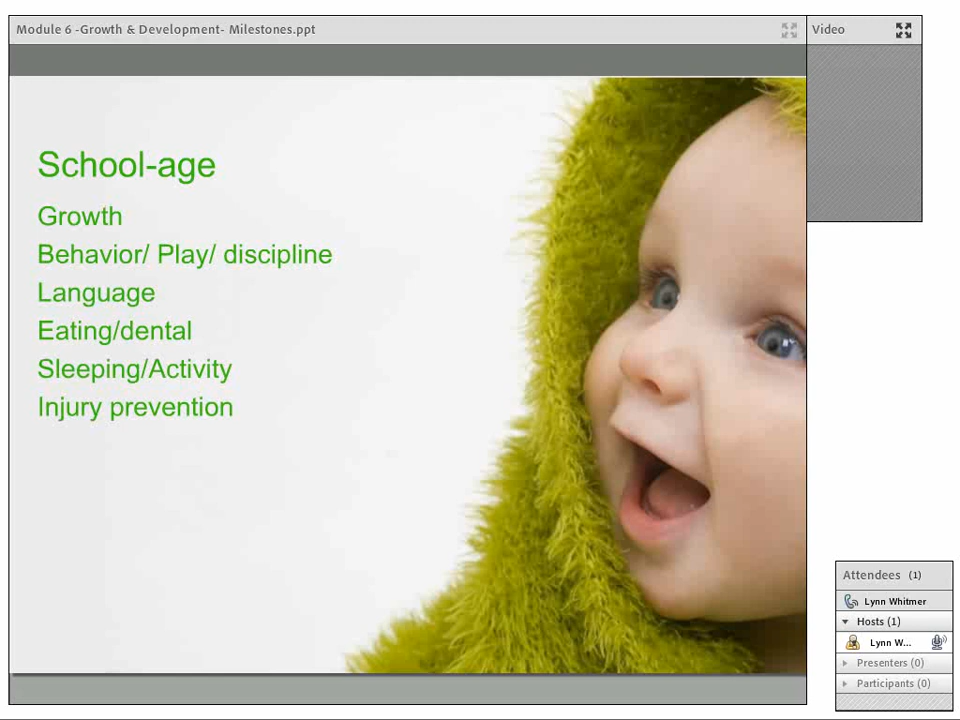 Module 6 -Growth & Development- Milestones.ppt
Video
School-age
Growth
Behavior/ Play/ discipline
Language
Eating/dental
Sleeping/Activity
Injury prevention
Attendees (1)
Lynn Whitmer
Hosts (1)
Lynn W...
Presenters (0)
Participants (0)